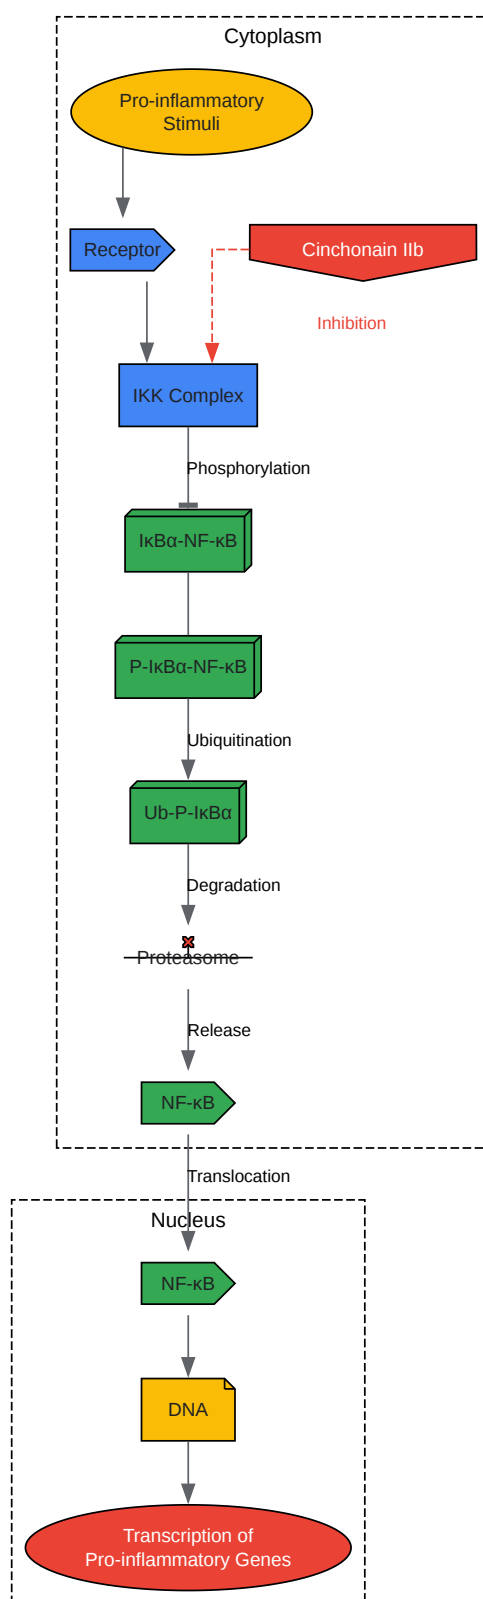 Cytoplasm
Pro-inflammatory
Stimuli
Receptor
Cinchonain IIb
Inhibition
IKK Complex
Phosphorylation
IκBα-NF-κB
P-IκBα-NF-κB
Ubiquitination
Ub-P-IκBα
Degradation
Proteasome
Release
NF-κB
Translocation
Nucleus
NF-κB
DNA
Transcription of
Pro-inflammatory Genes